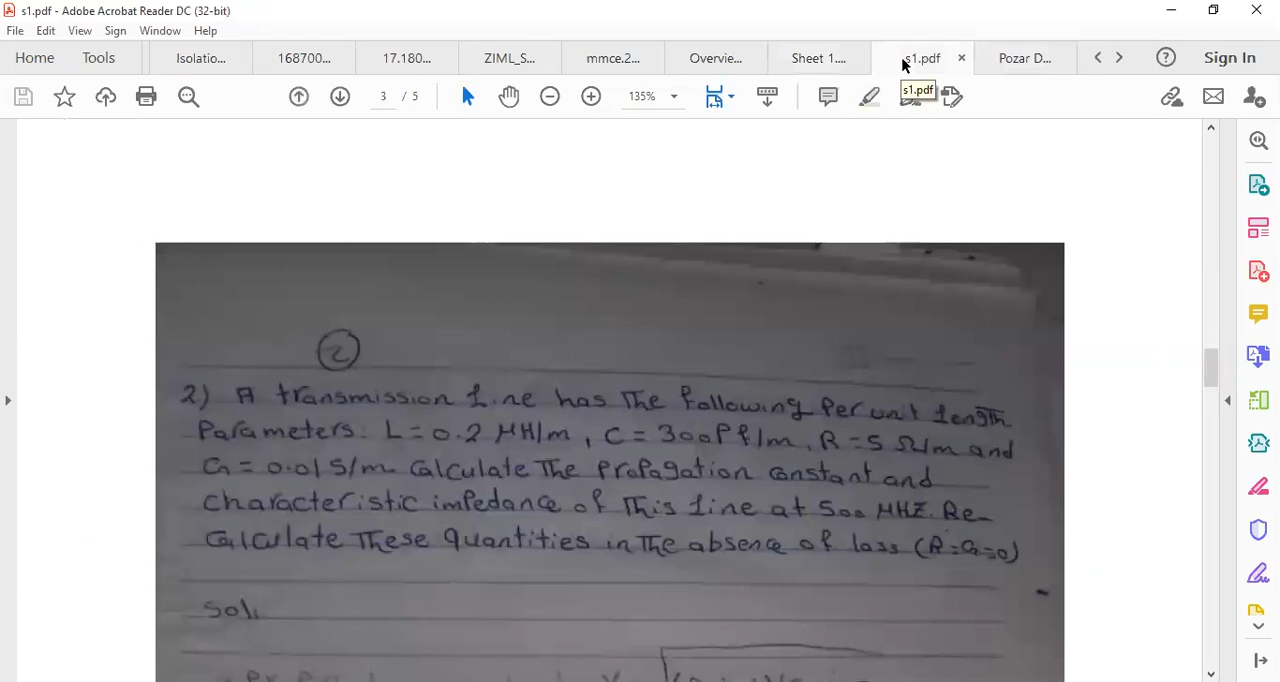 s1.pdf - Adobe Acrobat Reader DC (32-bit)
File Edit View Sign Window Help
Home Tools Isolatio... 168700... 17.180... ZIML_S... mmce.2... Overvie... Sheet 1.... s1.pdf × Pozar D... Sign In
3 / 5 135% s1.pdf
2
2) A transmission Line has The following Per unit Length
Parameters: L = 0.2 μH/m, C = 300 Pf/m, R = 5 Ω/m and
G = 0.01 S/m. Calculate The Propagation constant and
characteristic impedance of This line at 500 MHZ. Re-
Calculate These quantities in The absence of loss (R=G=0)
Sol.